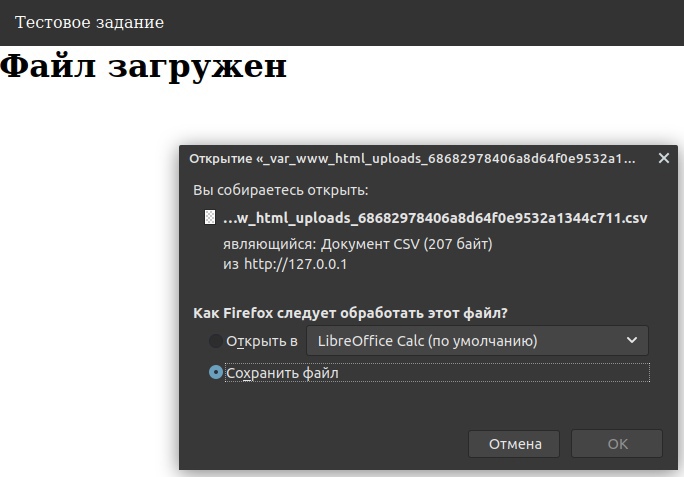 Тестовое задание
Файл загружен
Открытие «_var_www_html_uploads_68682978406a8d64f0e9532a1...
Вы собираетесь открыть:
...w_html_uploads_68682978406a8d64f0e9532a1344c711.csv
являющийся: Документ CSV (207 байт)
из http://127.0.0.1
Как Firefox следует обработать этот файл?
Открыть в LibreOffice Calc (по умолчанию)
Сохранить файл
Отмена OK